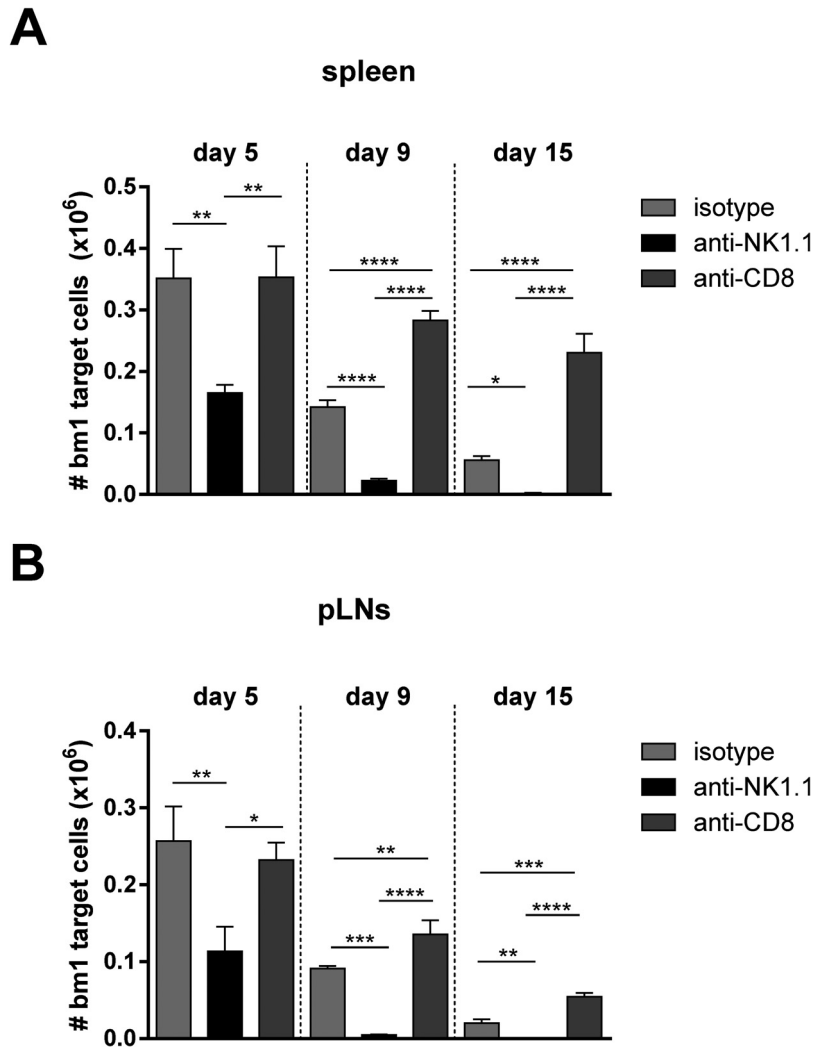 A
spleen
day 5 day 9 day 15
# bm1 target cells (x10⁶)
0.5
0.4
0.3
0.2
0.1
0.0
** **
**** **** ****
**** **** *
isotype
anti-NK1.1
anti-CD8
B
pLNs
day 5 day 9 day 15
# bm1 target cells (x10⁶)
0.4
0.3
0.2
0.1
0.0
** *
** **** ***
*** **** **
isotype
anti-NK1.1
anti-CD8